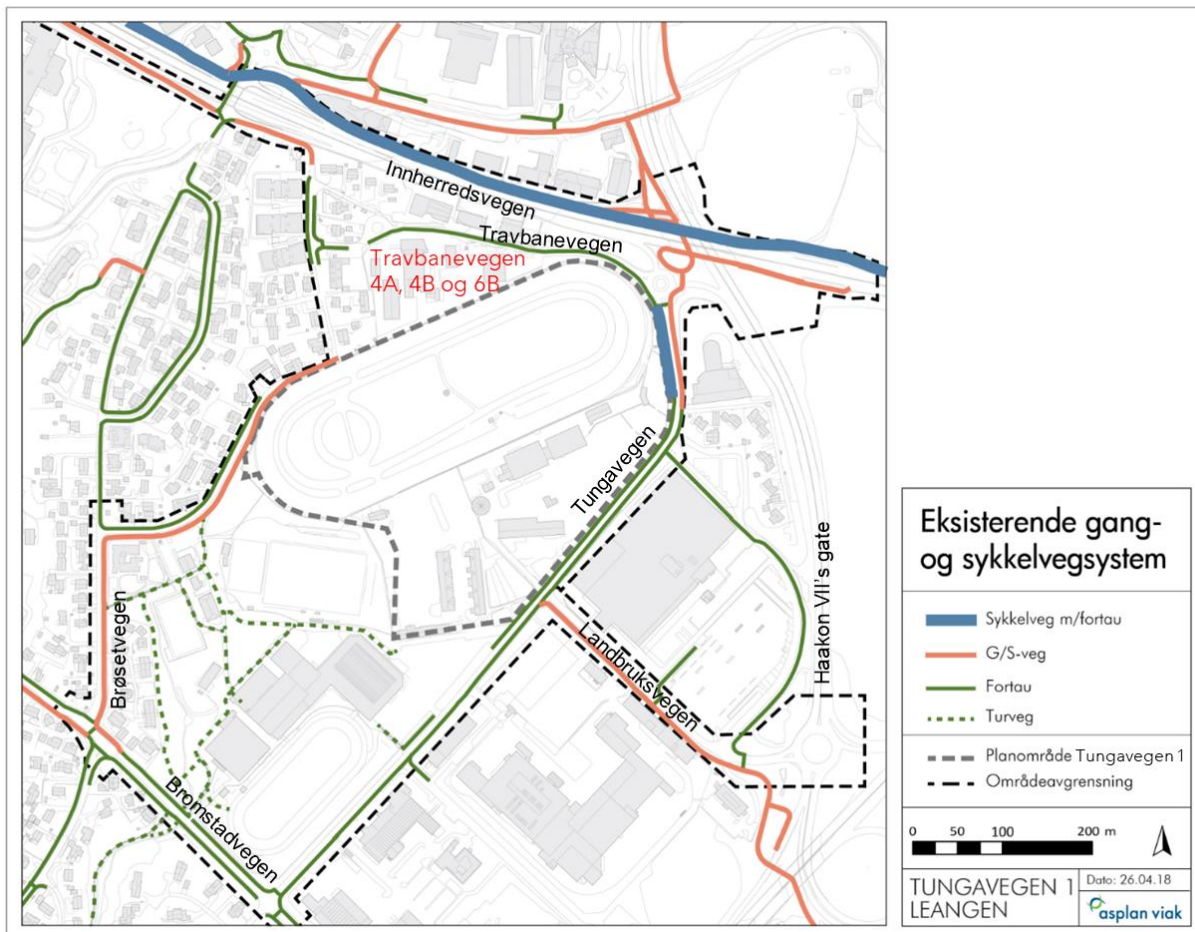 Innherredsvegen
Travbanevegen
Travbanevegen
4A, 4B og 6B
Tungavegen
Haakon VII's gate
Landbruksvegen
Brøsetvegen
Bromstadvegen
Eksisterende gang-
og sykkelvegsystem
Sykkelveg m/fortau
G/S-veg
Fortau
Turveg
Planområde Tungavegen 1
Områdeavgrensning
0 50 100 200 m
TUNGAVEGEN 1
LEANGEN
Dato: 26.04.18
asplan viak